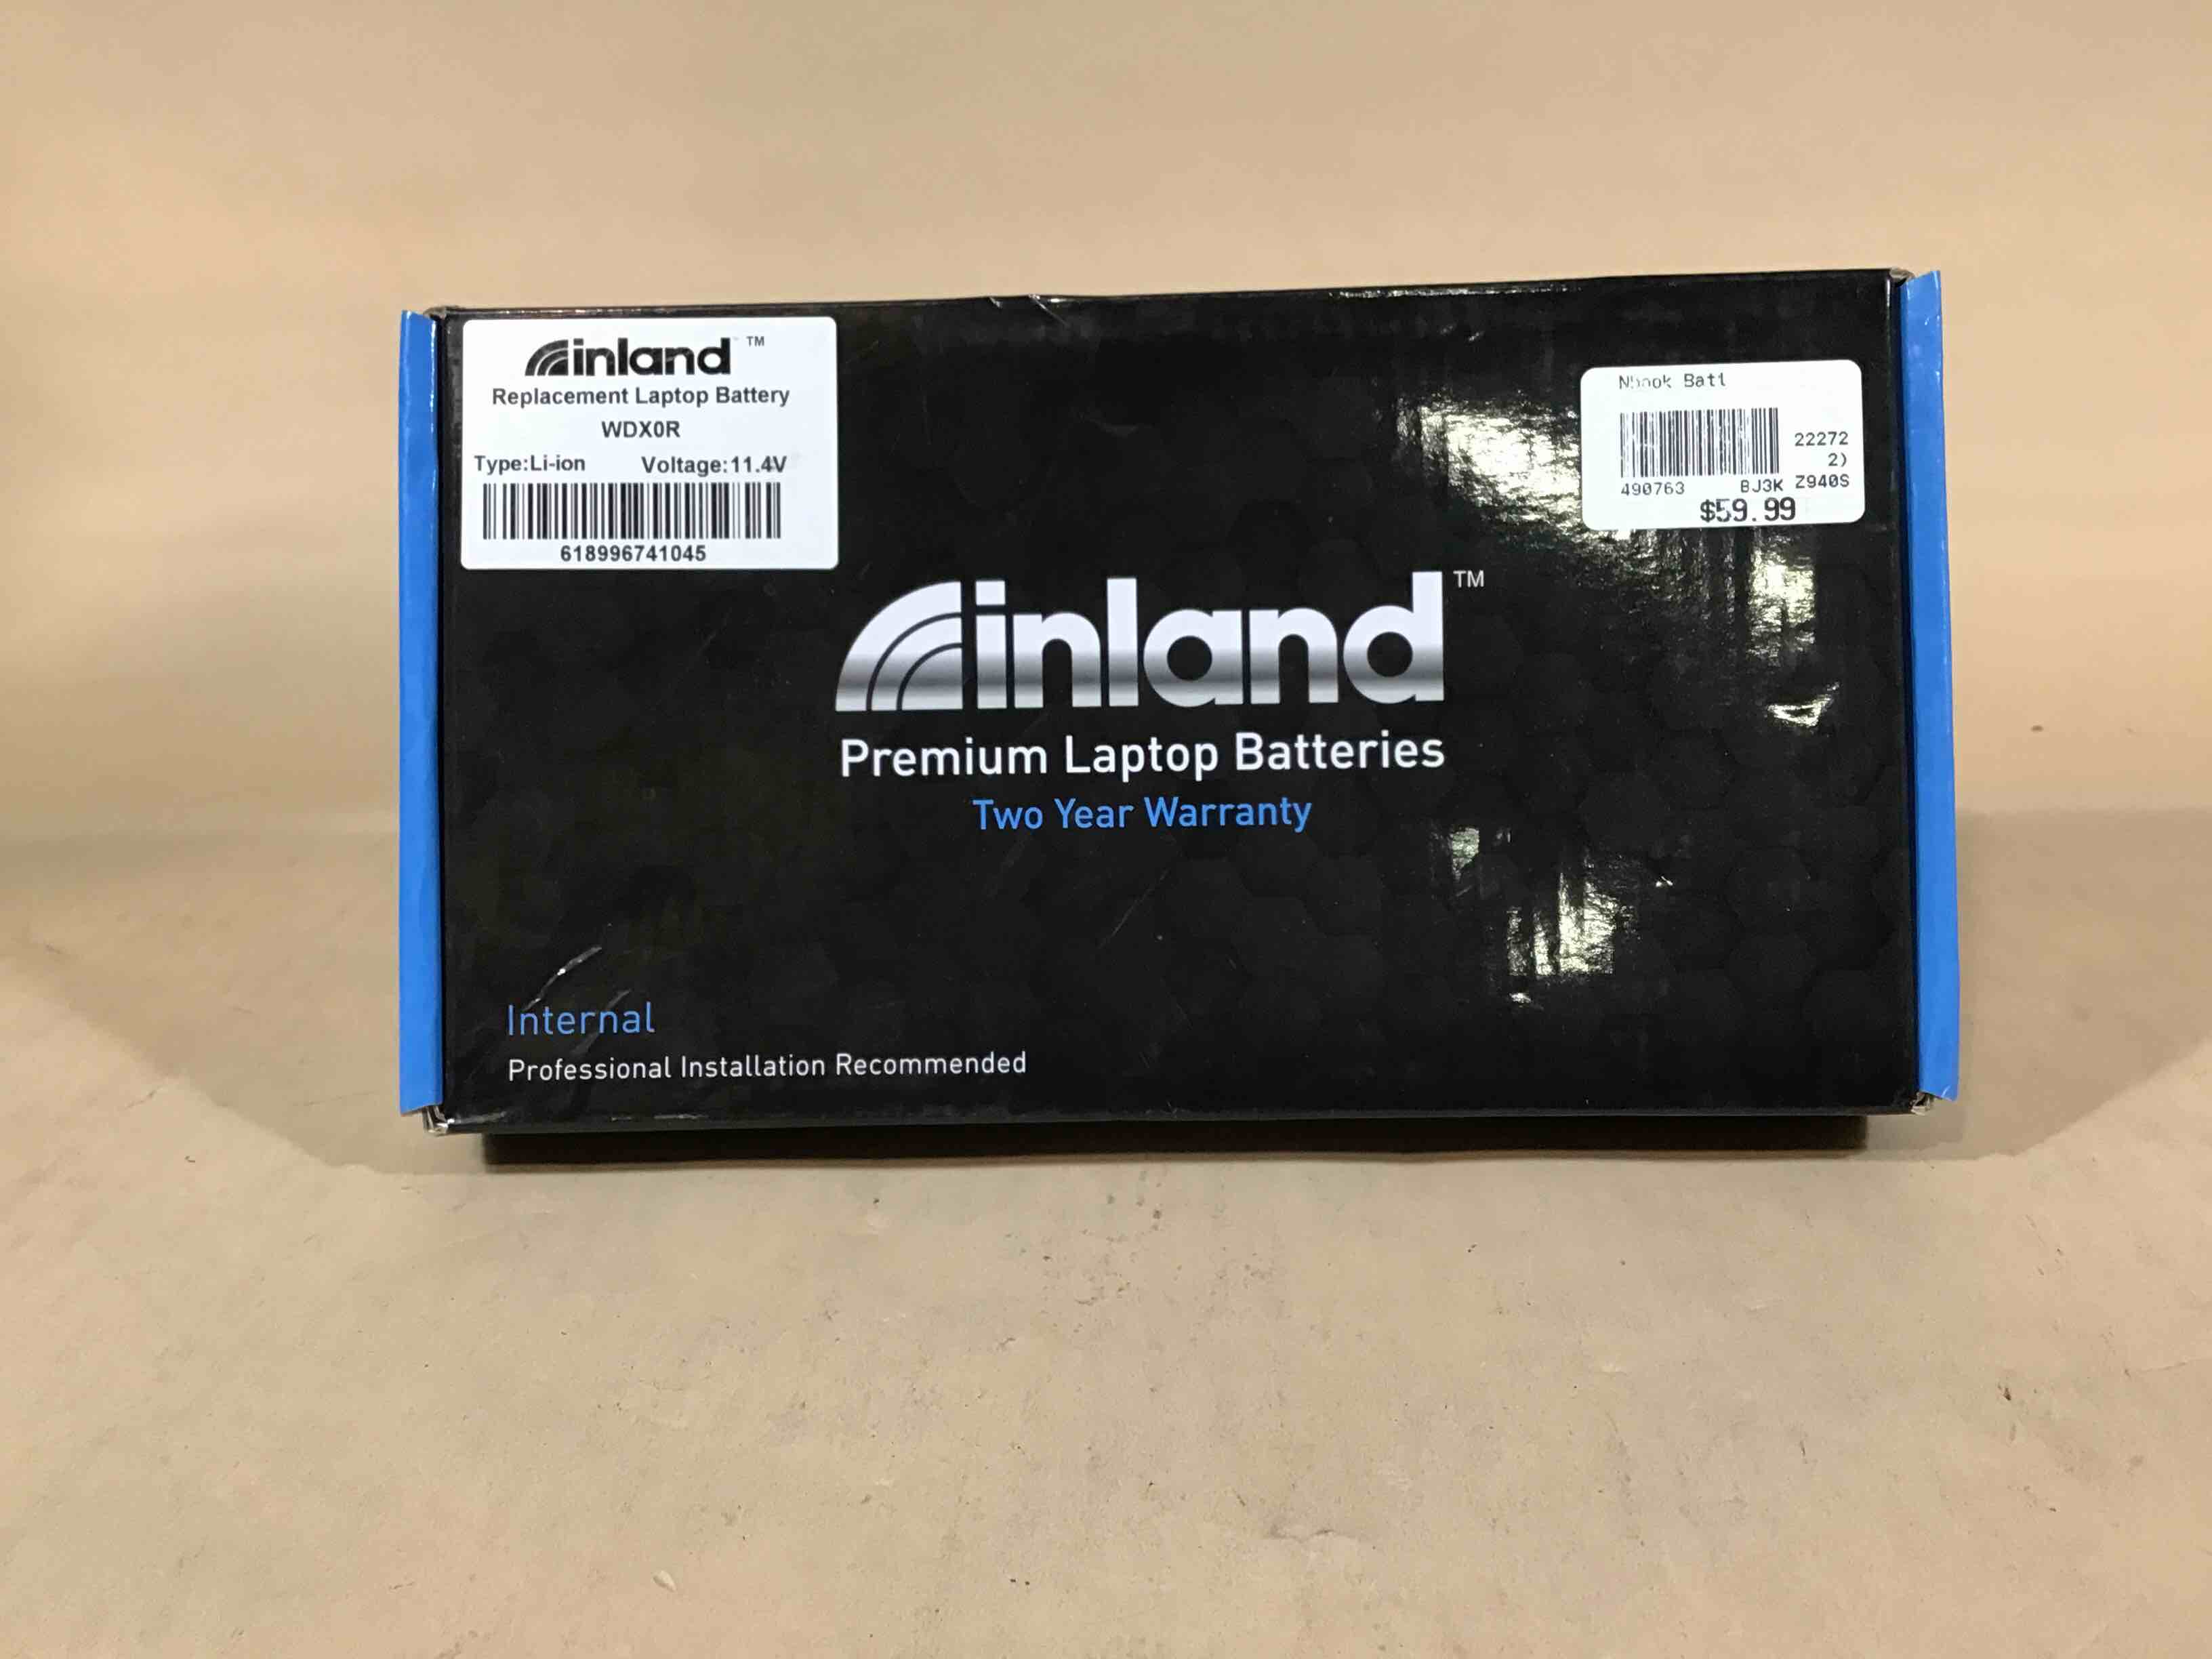 inland™
Replacement Laptop Battery
WDX0R
Type:Li-ion Voltage:11.4V
618996741045
Nbook Batt
22272
2)
490763 BJ3K Z940S
$59.99
inland™
Premium Laptop Batteries
Two Year Warranty
Internal
Professional Installation Recommended